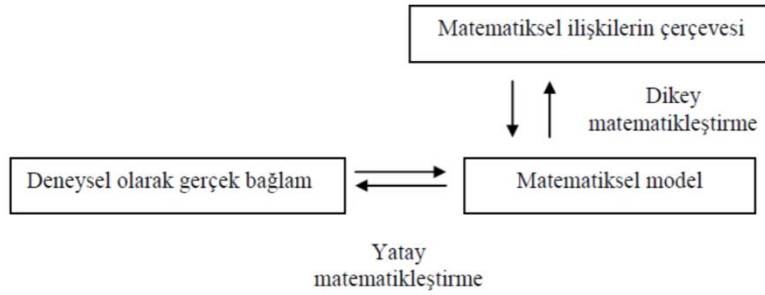 Matematiksel ilişkilerin çerçevesi
Dikey
matematikleştirme
Deneysel olarak gerçek bağlam
Matematiksel model
Yatay
matematikleştirme